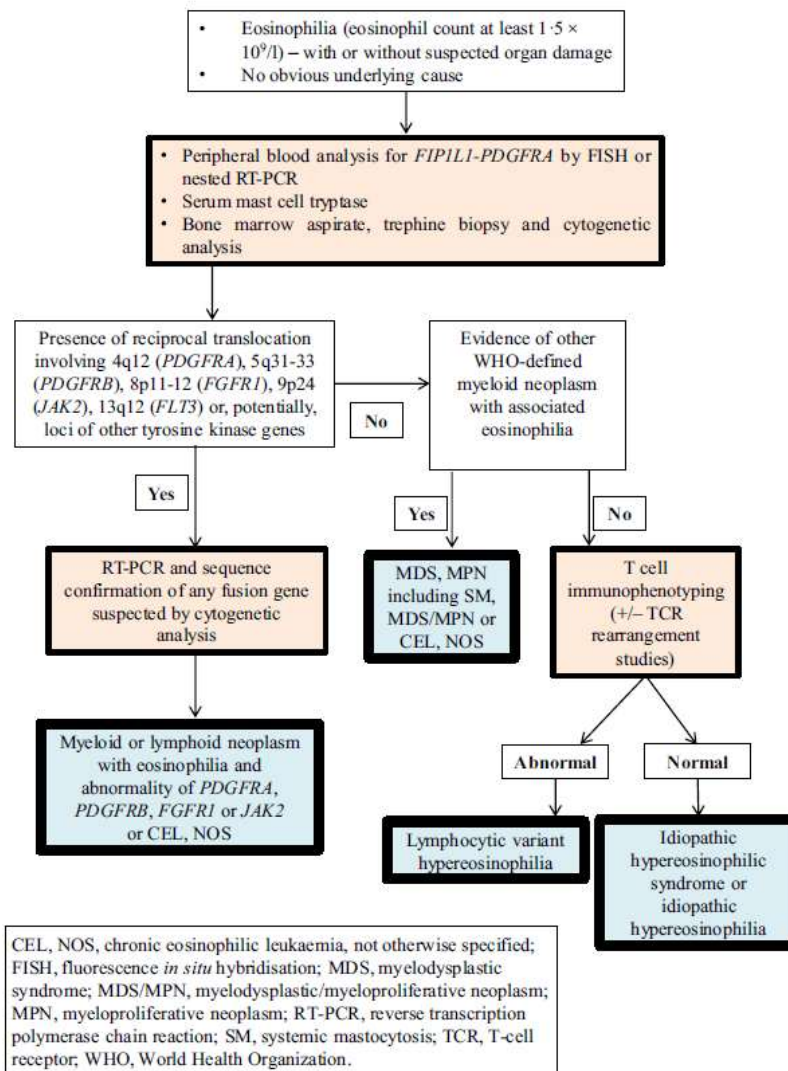 • Eosinophilia (eosinophil count at least 1·5 ×
10⁹/l) – with or without suspected organ damage
• No obvious underlying cause
• Peripheral blood analysis for FIP1L1-PDGFRA by FISH or
nested RT-PCR
• Serum mast cell tryptase
• Bone marrow aspirate, trephine biopsy and cytogenetic
analysis
Presence of reciprocal translocation
involving 4q12 (PDGFRA), 5q31-33
(PDGFRB), 8p11-12 (FGFR1), 9p24
(JAK2), 13q12 (FLT3) or, potentially,
loci of other tyrosine kinase genes
No
Evidence of other
WHO-defined
myeloid neoplasm
with associated
eosinophilia
Yes
Yes
No
RT-PCR and sequence
confirmation of any fusion gene
suspected by cytogenetic
analysis
MDS, MPN
including SM,
MDS/MPN or
CEL, NOS
T cell
immunophenotyping
(+/– TCR
rearrangement
studies)
Myeloid or lymphoid neoplasm
with eosinophilia and
abnormality of PDGFRA,
PDGFRB, FGFR1 or JAK2
or CEL, NOS
Abnormal
Normal
Lymphocytic variant
hypereosinophilia
Idiopathic
hypereosinophilic
syndrome or
idiopathic
hypereosinophilia
CEL, NOS, chronic eosinophilic leukaemia, not otherwise specified;
FISH, fluorescence in situ hybridisation; MDS, myelodysplastic
syndrome; MDS/MPN, myelodysplastic/myeloproliferative neoplasm;
MPN, myeloproliferative neoplasm; RT-PCR, reverse transcription
polymerase chain reaction; SM, systemic mastocytosis; TCR, T-cell
receptor; WHO, World Health Organization.